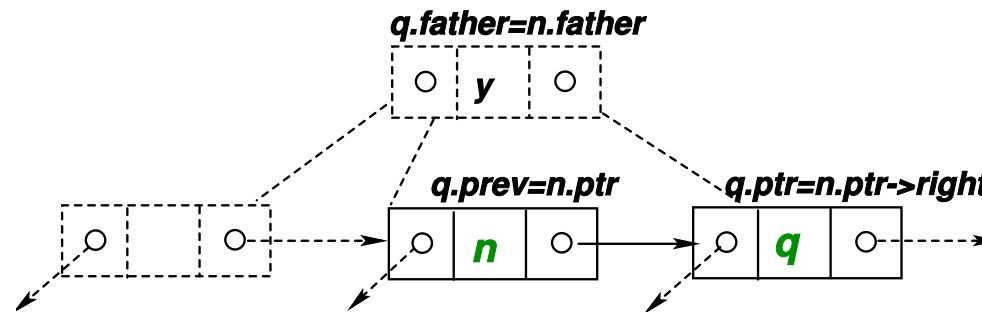 q.father=n.father
y
q.prev=n.ptr
q.ptr=n.ptr->right
n
q